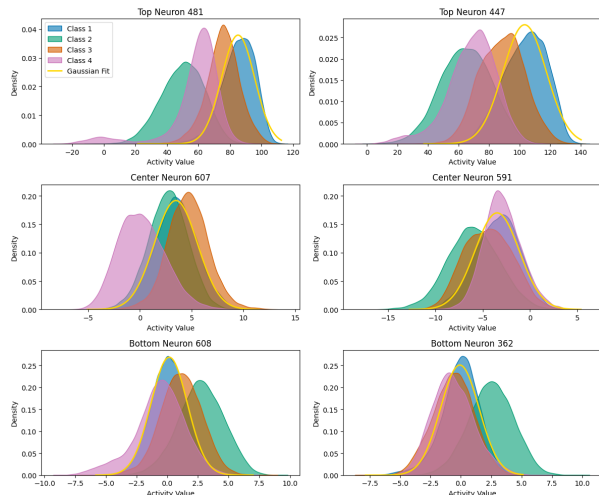 Top Neuron 481
Class 1
Class 2
Class 3
Class 4
Gaussian Fit
Density
0.04
0.03
0.02
0.01
0.00
−20 0 20 40 60 80 100 120
Activity Value
Top Neuron 447
Density
0.025
0.020
0.015
0.010
0.005
0.000
0 20 40 60 80 100 120 140
Activity Value
Center Neuron 607
Density
0.20
0.15
0.10
0.05
0.00
−5 0 5 10 15
Activity Value
Center Neuron 591
Density
0.20
0.15
0.10
0.05
0.00
−15 −10 −5 0 5
Activity Value
Bottom Neuron 608
Density
0.25
0.20
0.15
0.10
0.05
0.00
−10.0 −7.5 −5.0 −2.5 0.0 2.5 5.0 7.5 10.0
Activity Value
Bottom Neuron 362
Density
0.25
0.20
0.15
0.10
0.05
0.00
−7.5 −5.0 −2.5 0.0 2.5 5.0 7.5 10.0
Activity Value